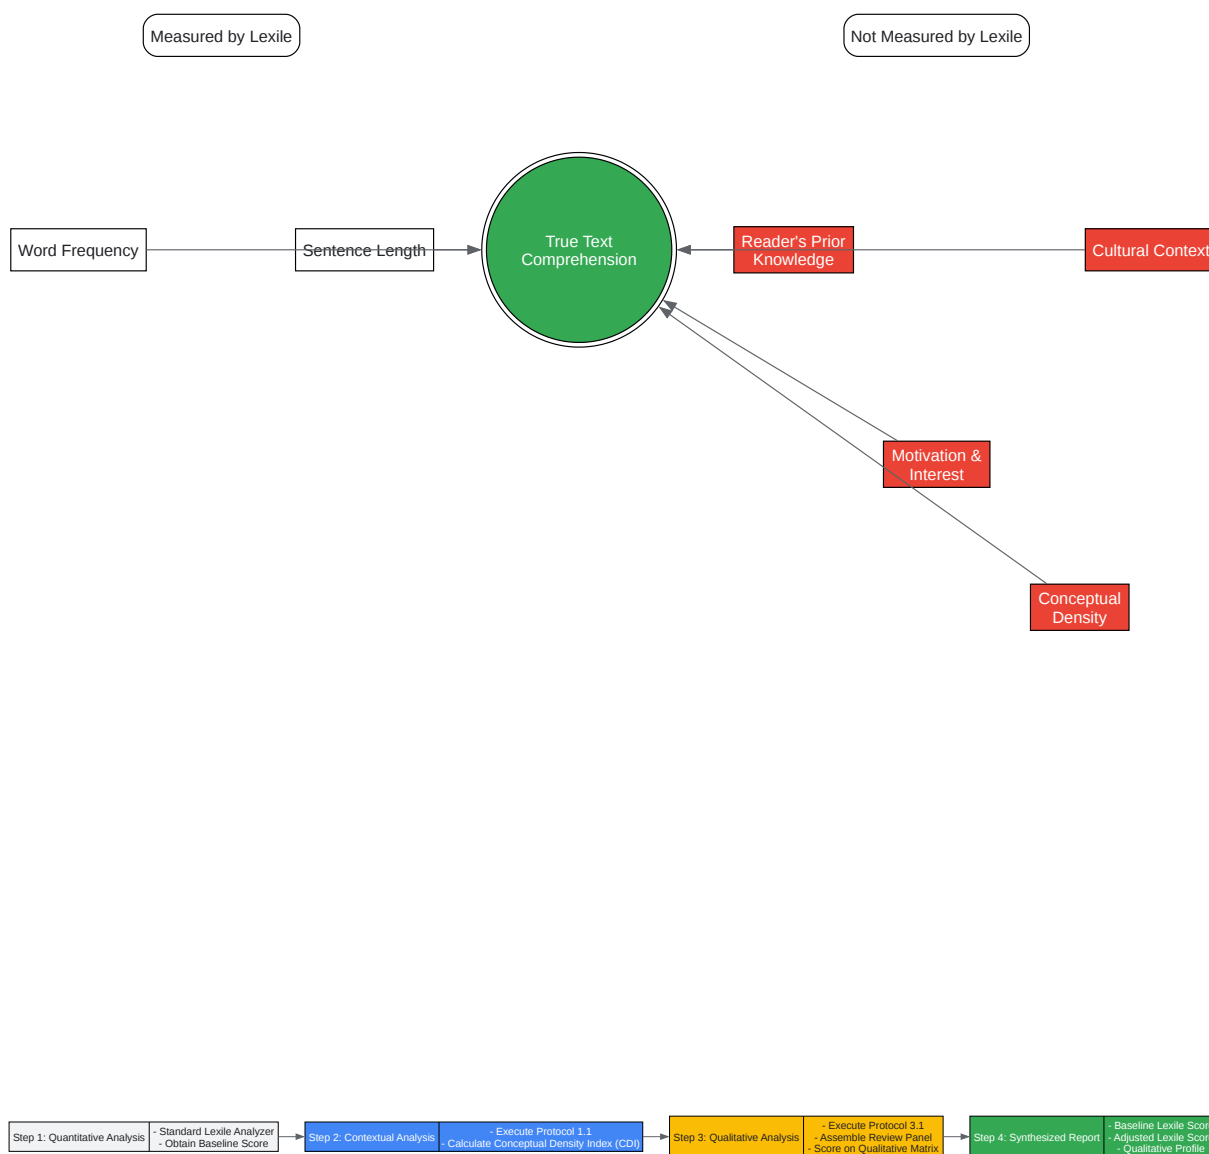 Measured by Lexile
Not Measured by Lexile
Word Frequency
Sentence Length
True Text
Comprehension
Reader's Prior
Knowledge
Cultural Context
Motivation &
Interest
Conceptual
Density
Step 1: Quantitative Analysis
- Standard Lexile Analyzer
- Obtain Baseline Score
Step 2: Contextual Analysis
- Execute Protocol 1.1
- Calculate Conceptual Density Index (CDI)
Step 3: Qualitative Analysis
- Execute Protocol 3.1
- Assemble Review Panel
- Score on Qualitative Matrix
Step 4: Synthesized Report
- Baseline Lexile Score
- Adjusted Lexile Score
- Qualitative Profile